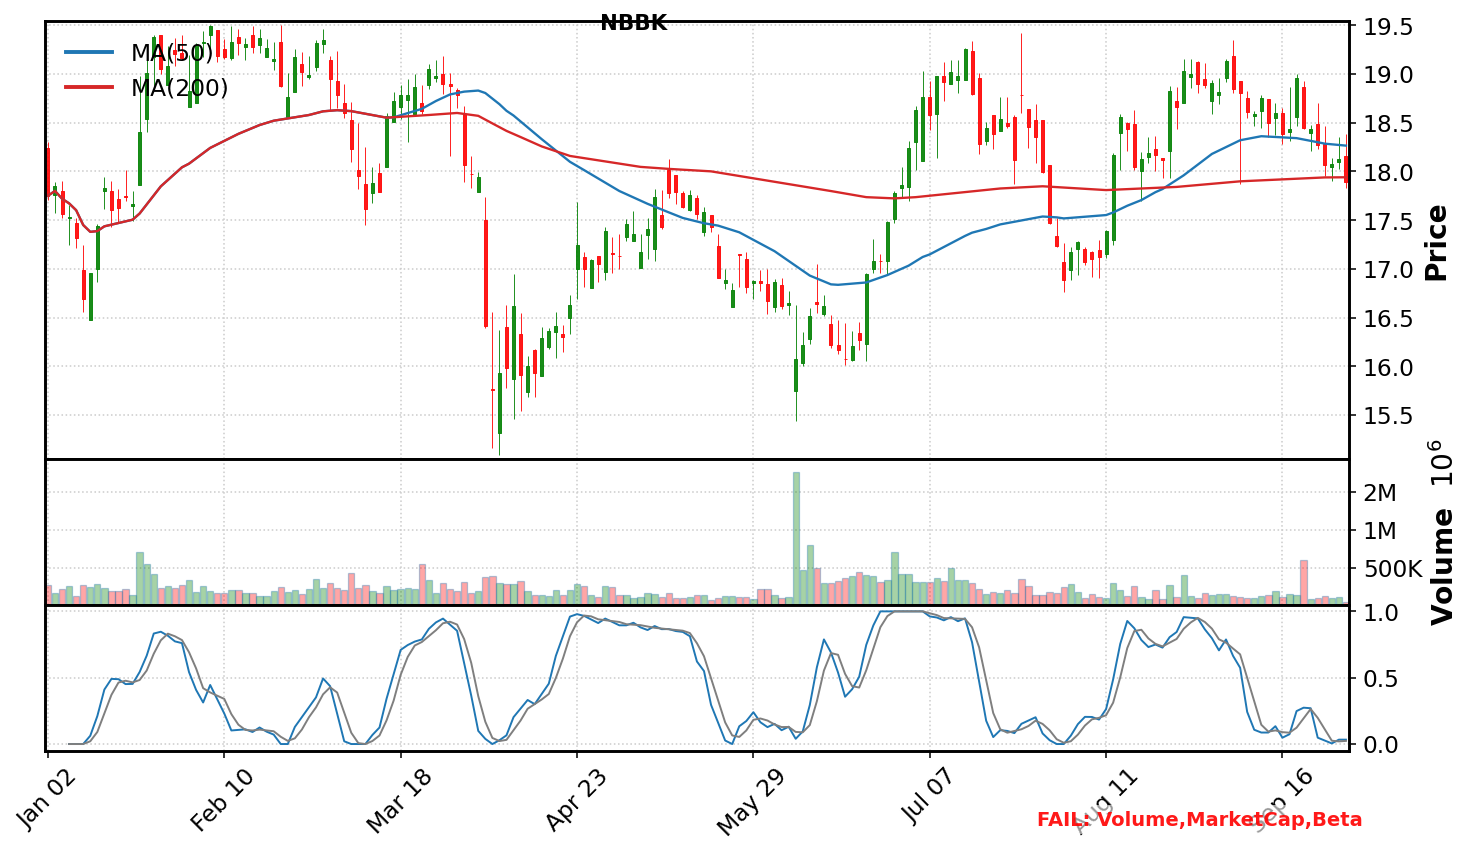 NBBK
MA(50)
MA(200)
19.5
19.0
18.5
18.0
17.5
17.0
16.5
16.0
15.5
Price
2M
1M
500K
Volume 10^6
1.0
0.5
0.0
Jan 02
Feb 10
Mar 18
Apr 23
May 29
Jul 07
Aug 11
Sep 16
FAIL: Volume,MarketCap,Beta